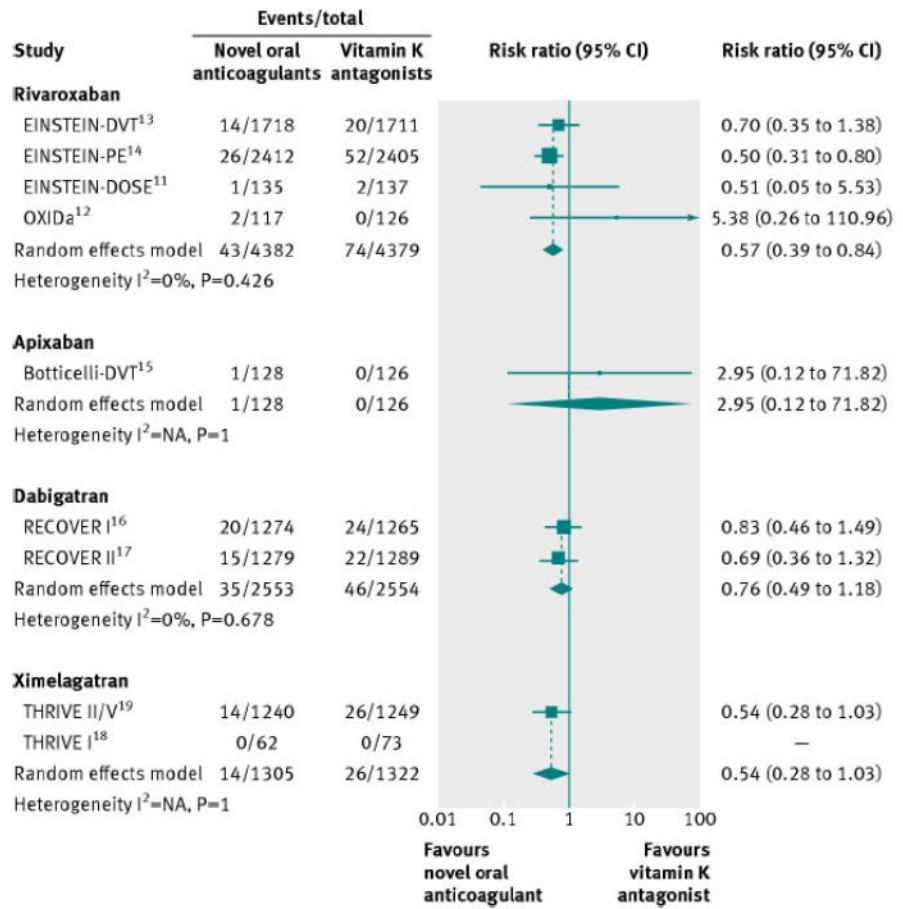 Events/total
Study Novel oral anticoagulants Vitamin K antagonists Risk ratio (95% CI) Risk ratio (95% CI)
Rivaroxaban
EINSTEIN-DVT13 14/1718 20/1711 0.70 (0.35 to 1.38)
EINSTEIN-PE14 26/2412 52/2405 0.50 (0.31 to 0.80)
EINSTEIN-DOSE11 1/135 2/137 0.51 (0.05 to 5.53)
OXIDa12 2/117 0/126 5.38 (0.26 to 110.96)
Random effects model 43/4382 74/4379 0.57 (0.39 to 0.84)
Heterogeneity I2=0%, P=0.426
Apixaban
Botticelli-DVT15 1/128 0/126 2.95 (0.12 to 71.82)
Random effects model 1/128 0/126 2.95 (0.12 to 71.82)
Heterogeneity I2=NA, P=1
Dabigatran
RECOVER I16 20/1274 24/1265 0.83 (0.46 to 1.49)
RECOVER II17 15/1279 22/1289 0.69 (0.36 to 1.32)
Random effects model 35/2553 46/2554 0.76 (0.49 to 1.18)
Heterogeneity I2=0%, P=0.678
Ximelagatran
THRIVE II/V19 14/1240 26/1249 0.54 (0.28 to 1.03)
THRIVE I18 0/62 0/73 –
Random effects model 14/1305 26/1322 0.54 (0.28 to 1.03)
Heterogeneity I2=NA, P=1
0.01 0.1 1 10 100
Favours novel oral anticoagulant
Favours vitamin K antagonist